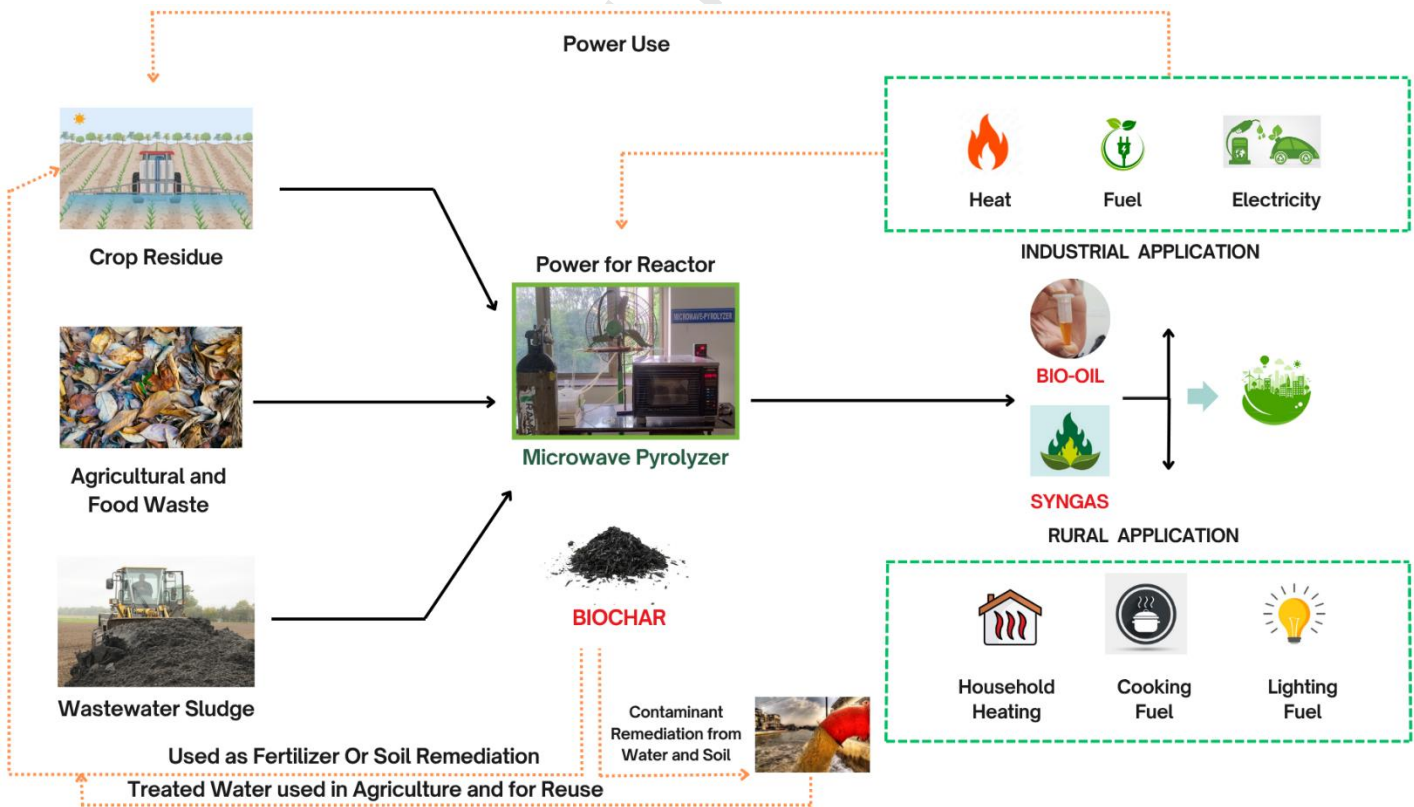 Power Use
Heat
Fuel
Electricity
INDUSTRIAL APPLICATION
Crop Residue
Power for Reactor
MICROWAVE-PYROLYZER
Microwave Pyrolyzer
BIO-OIL
SYNGAS
Agricultural and
Food Waste
BIOCHAR
RURAL APPLICATION
Household
Heating
Cooking
Fuel
Lighting
Fuel
Wastewater Sludge
Contaminant
Remediation from
Water and Soil
Used as Fertilizer Or Soil Remediation
Treated Water used in Agriculture and for Reuse